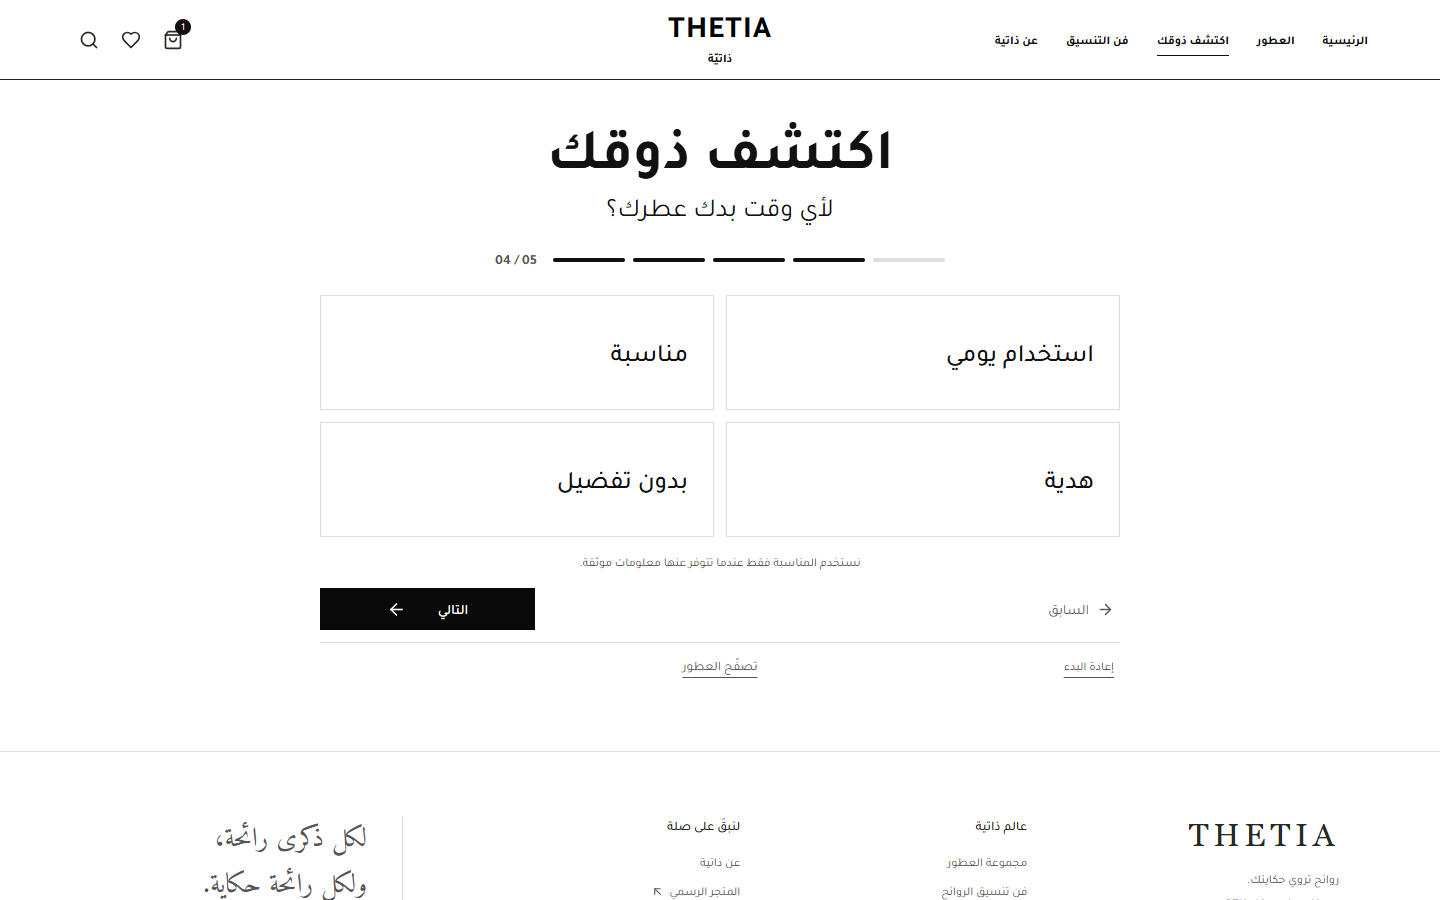 الرئيسية
العطور
اكتشف ذوقك
فن التنسيق
عن ذاتية
THETIA
ذاتيّة
1
اكتشف ذوقك
لأي وقت بدك عطرك؟
04 / 05
استخدام يومي
مناسبة
هدية
بدون تفضيل
نستخدم المناسبة فقط عندما تتوفر عنها معلومات موثقة.
السابق
التالي
إعادة البدء
تصفّح العطور
THETIA
روائح تروي حكايتك.
عالم ذاتية
مجموعة العطور
فن تنسيق الروائح
لنبقَ على صلة
عن ذاتية
المتجر الرسمي
لكل ذكرى رائحة،
ولكل رائحة حكاية.